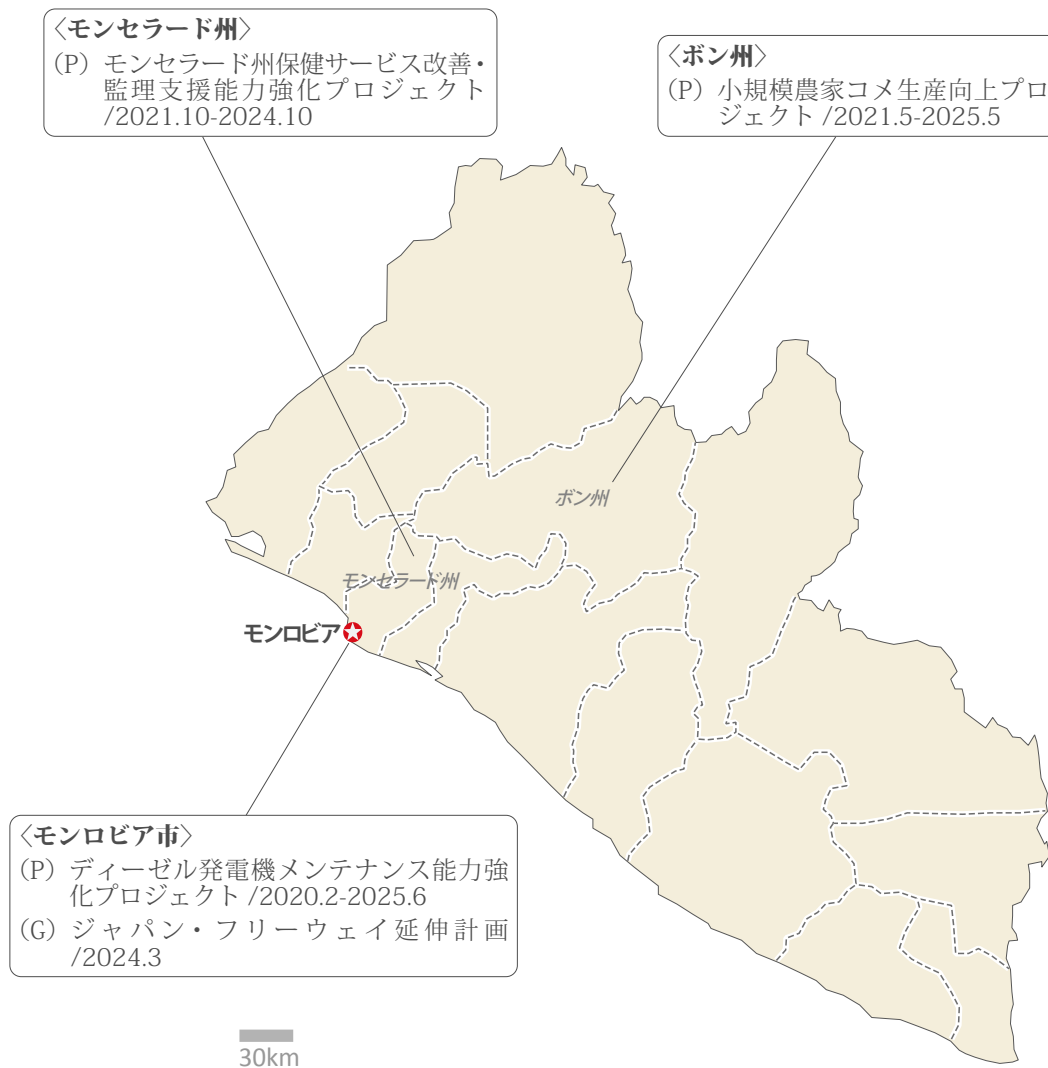 〈モンセラード州〉
(P) モンセラード州保健サービス改善・
監理支援能力強化プロジェクト
/2021.10-2024.10
〈ボン州〉
(P) 小規模農家コメ生産向上プロ
ジェクト /2021.5-2025.5
ボン州
モンセラード州
モンロビア
〈モンロビア市〉
(P) ディーゼル発電機メンテナンス能力強
化プロジェクト /2020.2-2025.6
(G) ジャパン・フリーウェイ延伸計画
/2024.3
30km